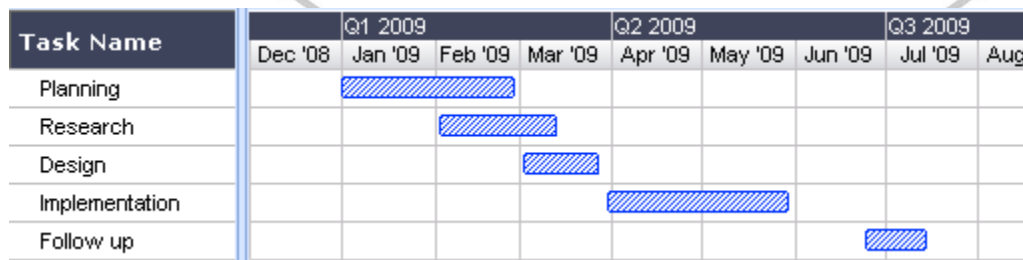 Task Name
Q1 2009 Q2 2009 Q3 2009
Dec '08 Jan '09 Feb '09 Mar '09 Apr '09 May '09 Jun '09 Jul '09 Aug
Planning
Research
Design
Implementation
Follow up